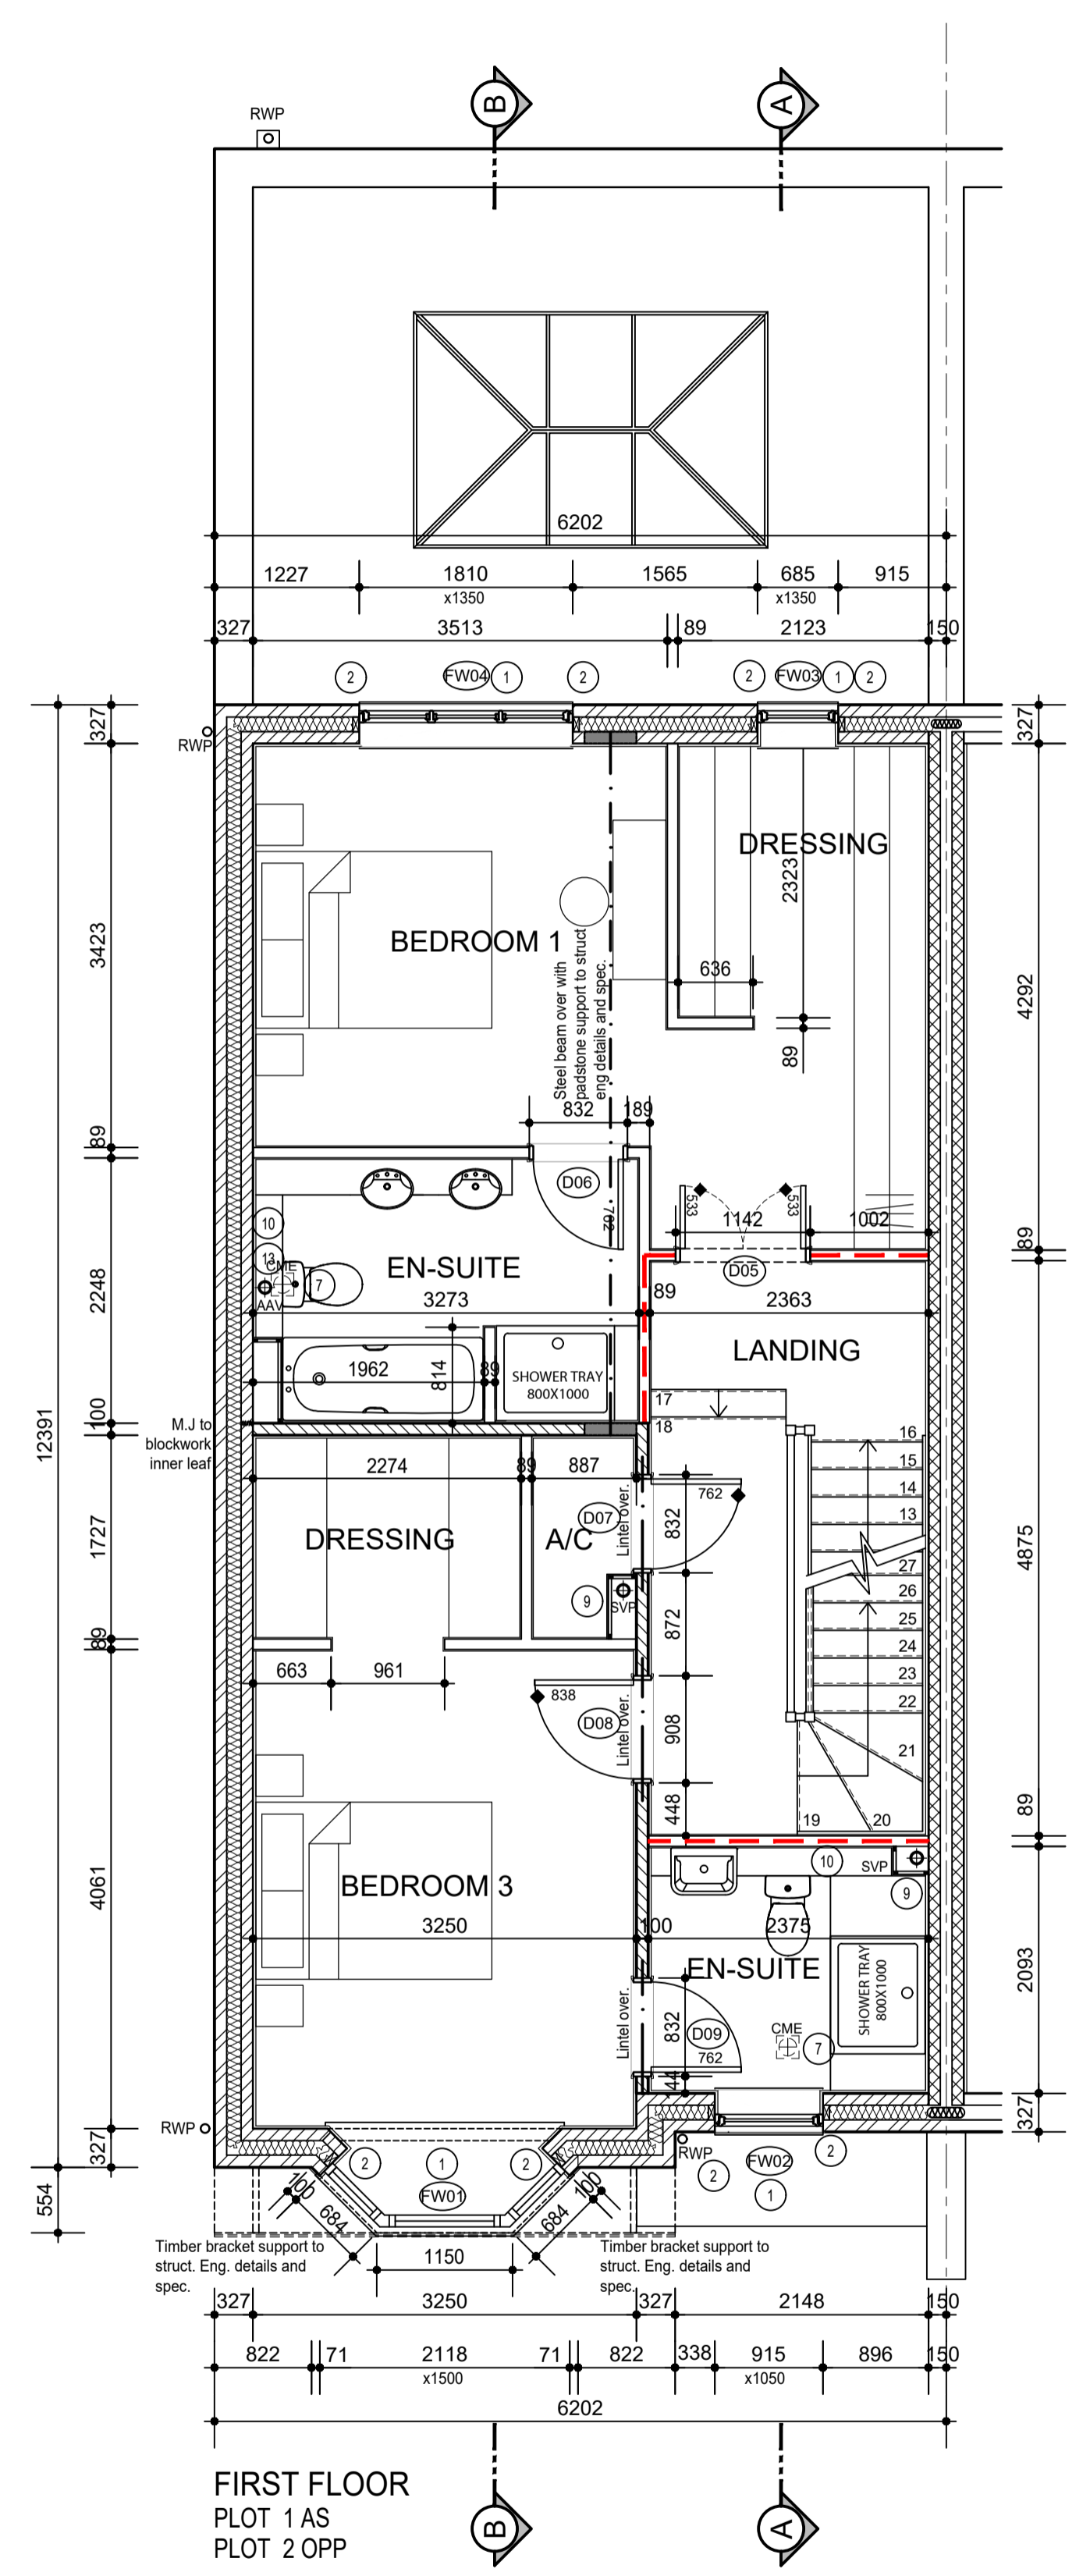 B
A
RWP
6202
1227
1810
1565
685
915
x1350
x1350
327
3513
89
2123
150
2
FW04
1
2
2
FW03
1
2
327
RWP
327
DRESSING
2323
3423
BEDROOM 1
636
4292
Steel beam over with
padstone support to struct
eng details and spec.
89
832
189
89
D06
762
533
533
10
1142
1002
89
13
CME
EN-SUITE
D05
7
AAV
2248
3273
89
2363
LANDING
1962
814
89
SHOWER TRAY
800X1000
17
18
100
M.J to
blockwork
inner leaf
12391
16
15
14
13
2274
89
887
762
832
D07
Lintel over.
DRESSING
A/C
1727
4875
27
26
25
24
23
22
21
9
SVP
872
89
663
961
838
D08
Lintel over.
908
448
19
20
89
10
SVP
9
4061
BEDROOM 3
3250
100
2375
EN-SUITE
SHOWER TRAY
800X1000
2093
Lintel over.
832
D09
762
CME
7
44
RWP
327
2
1
2
FW01
RWP
2
FW02
1
2
327
554
100
684
684
100
1150
Timber bracket support to
struct. Eng. details and
spec.
Timber bracket support to
struct. Eng. details and
spec.
327
3250
327
2148
150
822
71
2118
71
822
338
915
896
150
x1500
x1050
6202
FIRST FLOOR
PLOT 1 AS
PLOT 2 OPP
B
A